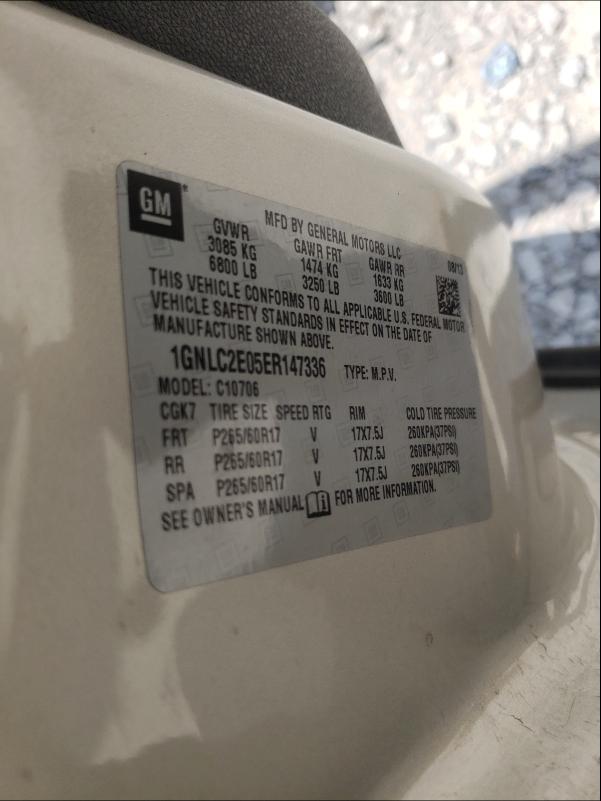 GM*
MFD BY GENERAL MOTORS LLC
08/13
GVWR GAWR FRT GAWR RR
3085 KG 1474 KG 1633 KG
6800 LB 3250 LB 3600 LB
THIS VEHICLE CONFORMS TO ALL APPLICABLE U.S. FEDERAL MOTOR
VEHICLE SAFETY STANDARDS IN EFFECT ON THE DATE OF
MANUFACTURE SHOWN ABOVE.
1GNLC2E05ER147336 TYPE: M.P.V.
MODEL: C10706
CGK7 TIRE SIZE SPEED RTG RIM COLD TIRE PRESSURE
FRT P265/60R17 V 17X7.5J 260KPA(37PSI)
RR P265/60R17 V 17X7.5J 260KPA(37PSI)
SPA P265/60R17 V 17X7.5J 260KPA(37PSI)
SEE OWNER'S MANUAL FOR MORE INFORMATION.